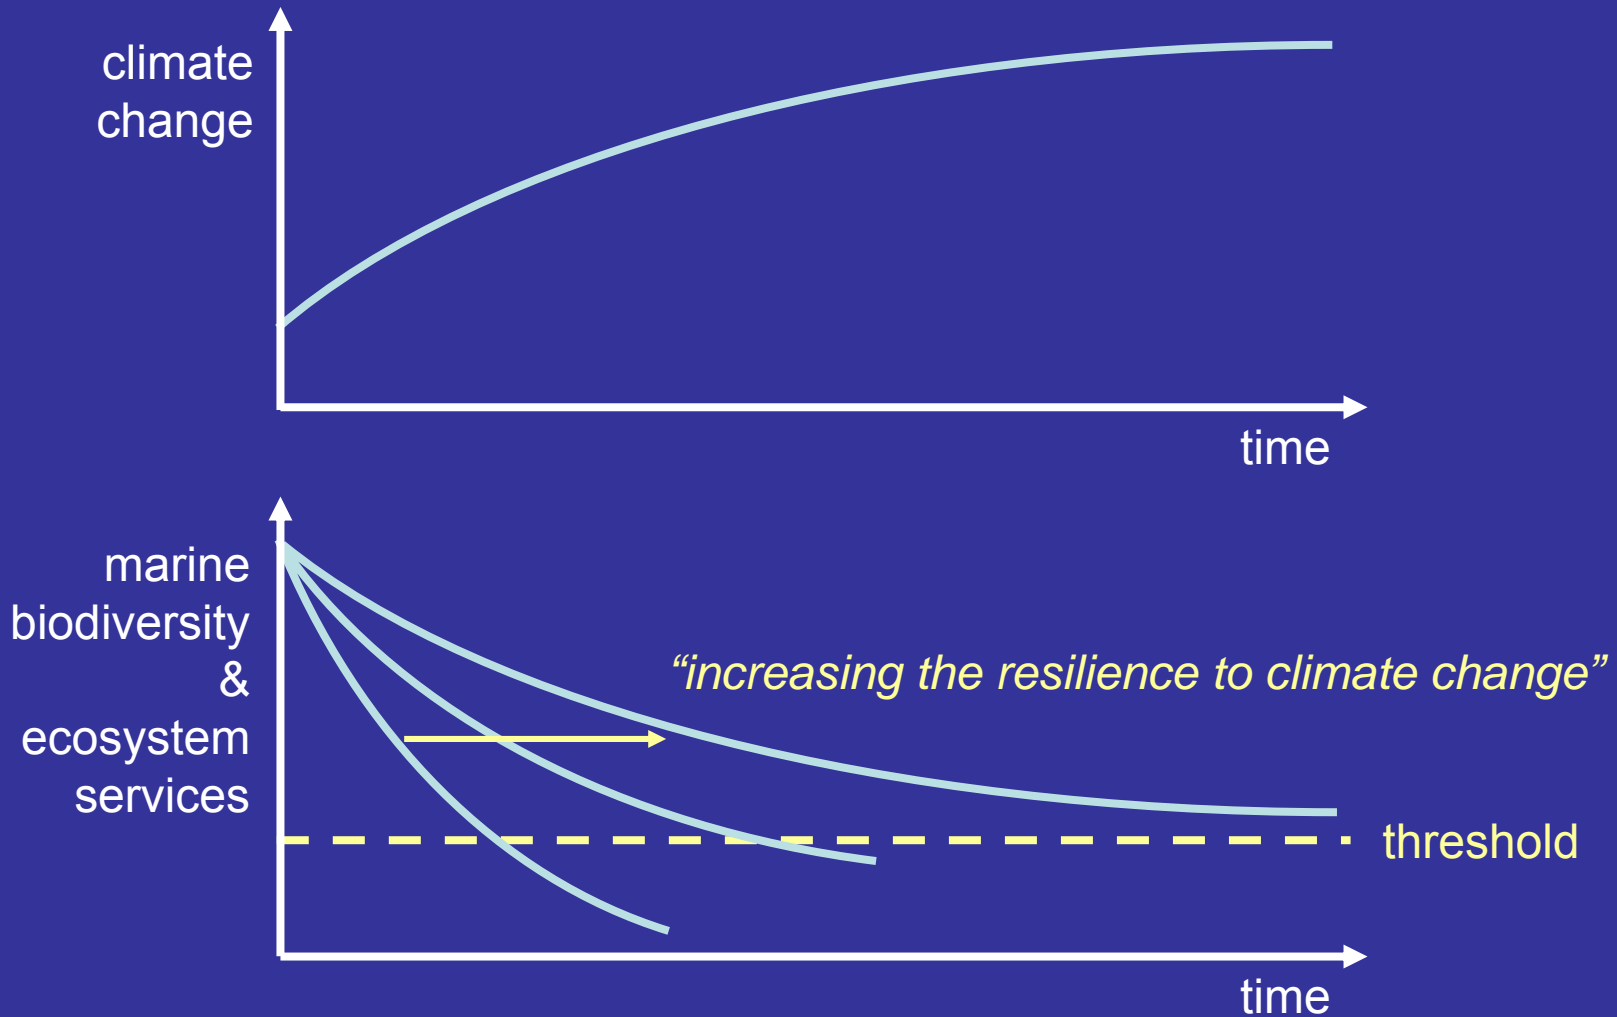 climate
change
time
marine
biodiversity
&
ecosystem
services
“increasing the resilience to climate change”
threshold
time